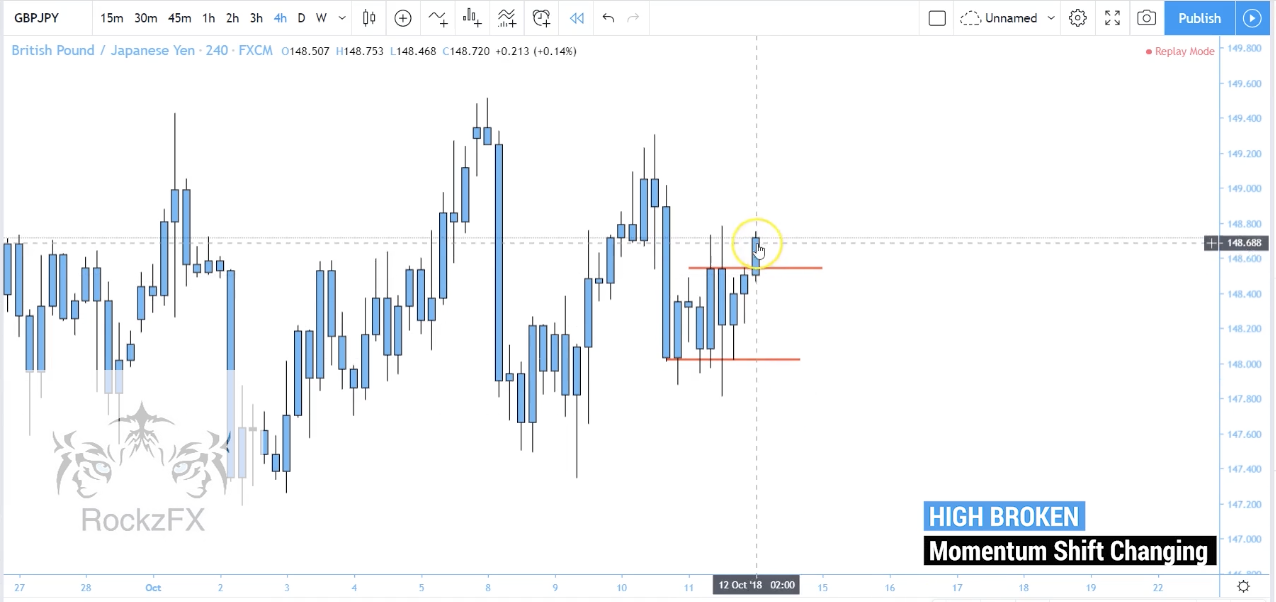 GBPJPY 15m 30m 45m 1h 2h 3h 4h D W Unnamed Publish
British Pound / Japanese Yen · 240 · FXCM O148.507 H148.753 L148.468 C148.720 +0.213 (+0.14%)
Replay Mode
149.800
149.600
149.400
149.200
149.000
148.800
148.688
148.600
148.400
148.200
148.000
147.800
147.600
147.400
147.200
147.000
146.800
RockzFX
HIGH BROKEN
Momentum Shift Changing
27 28 Oct 2 3 4 5 8 9 10 11 12 Oct '18 02:00 15 16 17 18 19 22